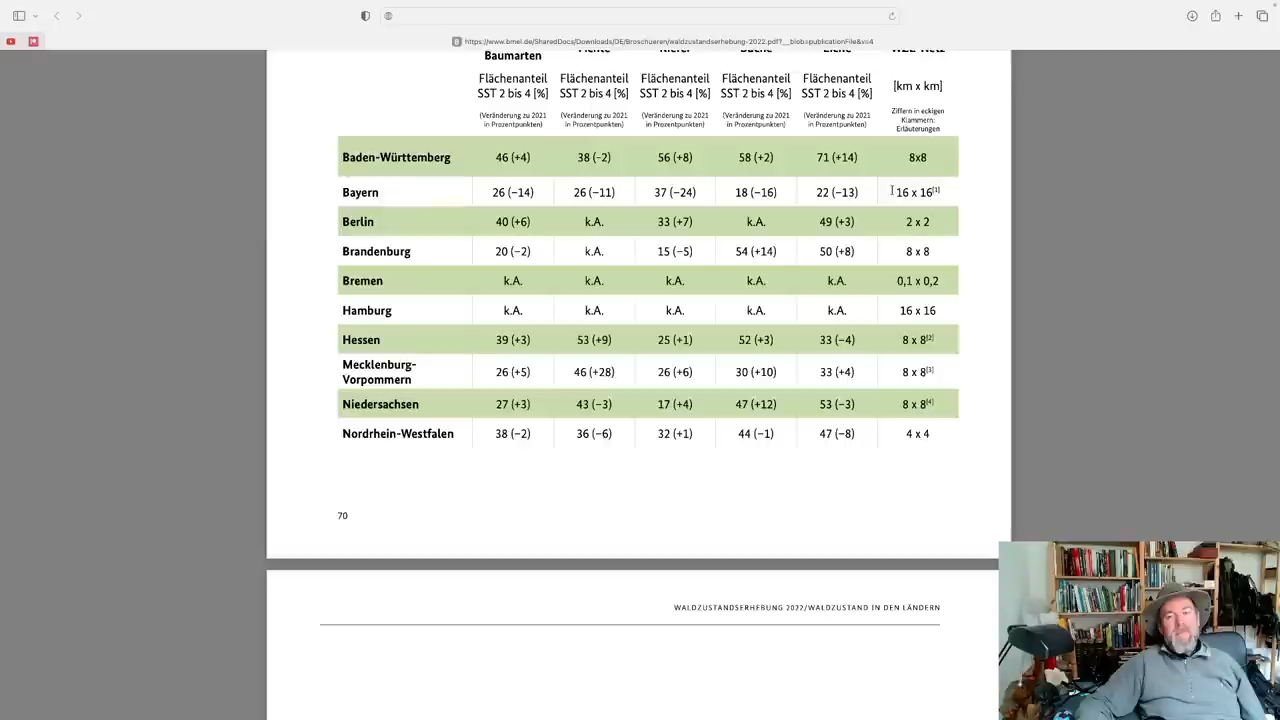 https://www.bmel.de/SharedDocs/Downloads/DE/Broschueren/waldzustandserhebung-2022.pdf?__blob=publicationFile&v=4
Baumarten
Flächenanteil Flächenanteil Flächenanteil Flächenanteil Flächenanteil [km x km]
SST 2 bis 4 [%] SST 2 bis 4 [%] SST 2 bis 4 [%] SST 2 bis 4 [%] SST 2 bis 4 [%]
(Veränderung zu 2021 (Veränderung zu 2021 (Veränderung zu 2021 (Veränderung zu 2021 (Veränderung zu 2021 Ziffern in eckigen
in Prozentpunkten) in Prozentpunkten) in Prozentpunkten) in Prozentpunkten) in Prozentpunkten) Klammern:
Erläuterungen
Baden-Württemberg 46 (+4) 38 (−2) 56 (+8) 58 (+2) 71 (+14) 8x8
Bayern 26 (−14) 26 (−11) 37 (−24) 18 (−16) 22 (−13) 16 x 16[1]
Berlin 40 (+6) k.A. 33 (+7) k.A. 49 (+3) 2 x 2
Brandenburg 20 (−2) k.A. 15 (−5) 54 (+14) 50 (+8) 8 x 8
Bremen k.A. k.A. k.A. k.A. k.A. 0,1 x 0,2
Hamburg k.A. k.A. k.A. k.A. k.A. 16 x 16
Hessen 39 (+3) 53 (+9) 25 (+1) 52 (+3) 33 (−4) 8 x 8[2]
Mecklenburg-
Vorpommern 26 (+5) 46 (+28) 26 (+6) 30 (+10) 33 (+4) 8 x 8[3]
Niedersachsen 27 (+3) 43 (−3) 17 (+4) 47 (+12) 53 (−3) 8 x 8[4]
Nordrhein-Westfalen 38 (−2) 36 (−6) 32 (+1) 44 (−1) 47 (−8) 4 x 4
70
WALDZUSTANDSERHEBUNG 2022/WALDZUSTAND IN DEN LÄNDERN